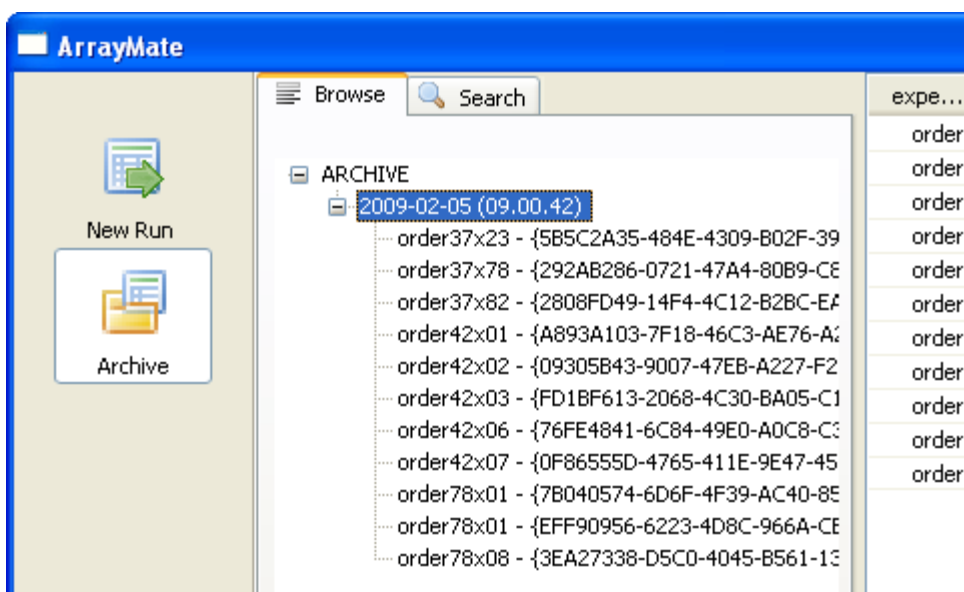 ArrayMate
New Run
Archive
Browse
Search
ARCHIVE
2009-02-05 (09.00.42)
order37x23 - {5B5C2A35-484E-4309-B02F-39
order37x78 - {292AB286-0721-47A4-80B9-C8
order37x82 - {2808FD49-14F4-4C12-B2BC-EA
order42x01 - {A893A103-7F18-46C3-AE76-A2
order42x02 - {09305B43-9007-47EB-A227-F2
order42x03 - {FD1BF613-2068-4C30-BA05-C1
order42x06 - {76FE4841-6C84-49E0-A0C8-C3
order42x07 - {0F86555D-4765-411E-9E47-45
order78x01 - {7B040574-6D6F-4F39-AC40-85
order78x01 - {EFF90956-6223-4D8C-966A-CE
order78x08 - {3EA27338-D5C0-4045-B561-13
expe...
order
order
order
order
order
order
order
order
order
order
order